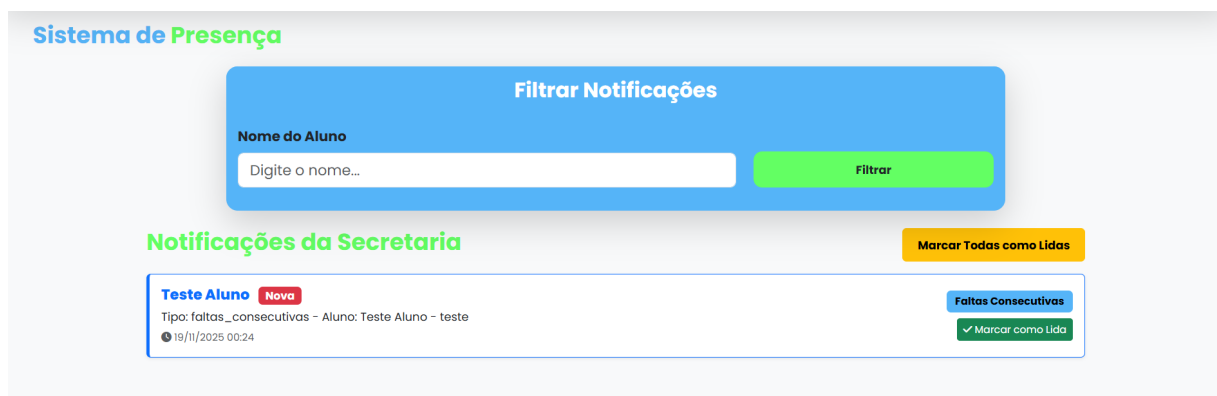 Sistema de Presença
Filtrar Notificações
Nome do Aluno
Digite o nome...
Filtrar
Notificações da Secretaria
Marcar Todas como Lidas
Teste Aluno Nova
Faltas Consecutivas
Tipo: faltas_consecutivas - Aluno: Teste Aluno - teste
19/11/2025 00:24
Marcar como Lida